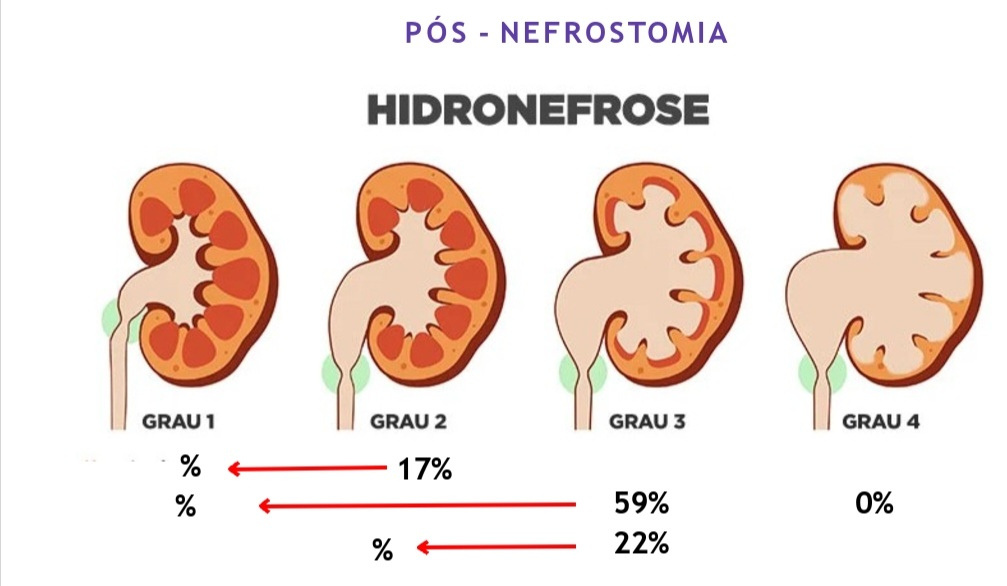 PÓS - NEFROSTOMIA
HIDRONEFROSE
GRAU 1 GRAU 2 GRAU 3 GRAU 4
% 17%
% 59% 0%
% 22%